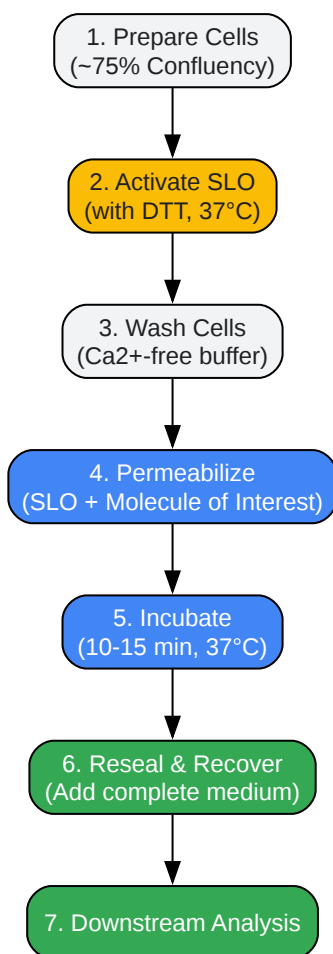 1. Prepare Cells
(~75% Confluency)
2. Activate SLO
(with DTT, 37°C)
3. Wash Cells
(Ca2+-free buffer)
4. Permeabilize
(SLO + Molecule of Interest)
5. Incubate
(10-15 min, 37°C)
6. Reseal & Recover
(Add complete medium)
7. Downstream Analysis